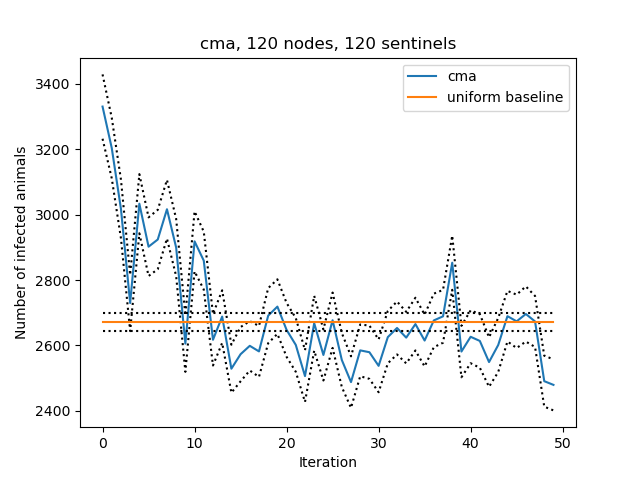 cma, 120 nodes, 120 sentinels
cma
uniform baseline
Number of infected animals
3400
3200
3000
2800
2600
2400
0 10 20 30 40 50
Iteration